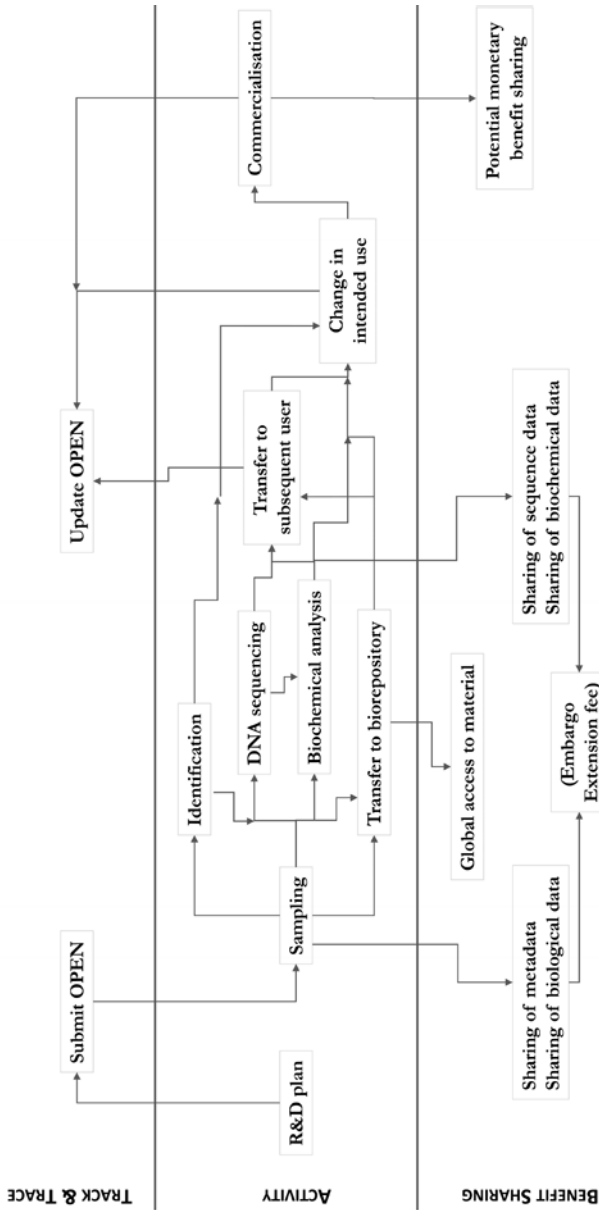 TRACK & TRACE
Submit OPEN
Update OPEN
ACTIVITY
R&D plan
Sampling
Identification
DNA sequencing
Biochemical analysis
Transfer to biorepository
Transfer to
subsequent user
Change in
intended use
Commercialisation
BENEFIT SHARING
Sharing of metadata
Sharing of biological data
Global access to material
(Embargo
Extension fee)
Sharing of sequence data
Sharing of biochemical data
Potential monetary
benefit sharing